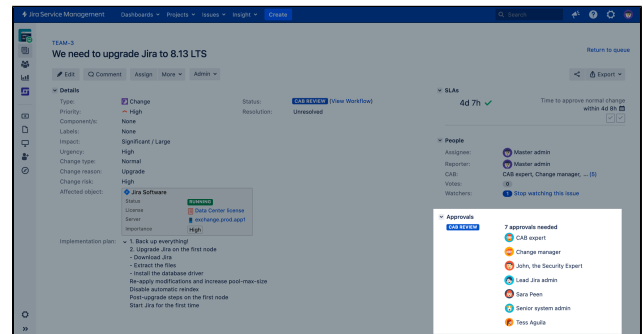 Jira Service Management Dashboards Projects Issues Insight Create Search
TEAM-3
We need to upgrade Jira to 8.13 LTS
Return to queue
Edit Comment Assign More Admin Export
Details
Type: Change
Status: CAB REVIEW (View Workflow)
Priority: High
Resolution: Unresolved
Component/s: None
Labels: None
Impact: Significant / Large
Urgency: High
Change type: Normal
Change reason: Upgrade
Change risk: High
Affected object: Jira Software
Status RUNNING
License Data Center license
Server exchange.prod.app1
Importance High
Implementation plan: 1. Back up everything!
2. Upgrade Jira on the first node
- Download Jira
- Extract the files
- Install the database driver
Re-apply modifications and increase pool-max-size
Disable automatic reindex
Post-upgrade steps on the first node
Start Jira for the first time
SLAs
4d 7h Time to approve normal change
within 4d 8h
People
Assignee: Master admin
Reporter: Master admin
CAB: CAB expert, Change manager, ... (5)
Votes: 0
Watchers: 1 Stop watching this issue
Approvals
CAB REVIEW 7 approvals needed
CAB expert
Change manager
John, the Security Expert
Lead Jira admin
Sara Peen
Senior system admin
Tess Aguila